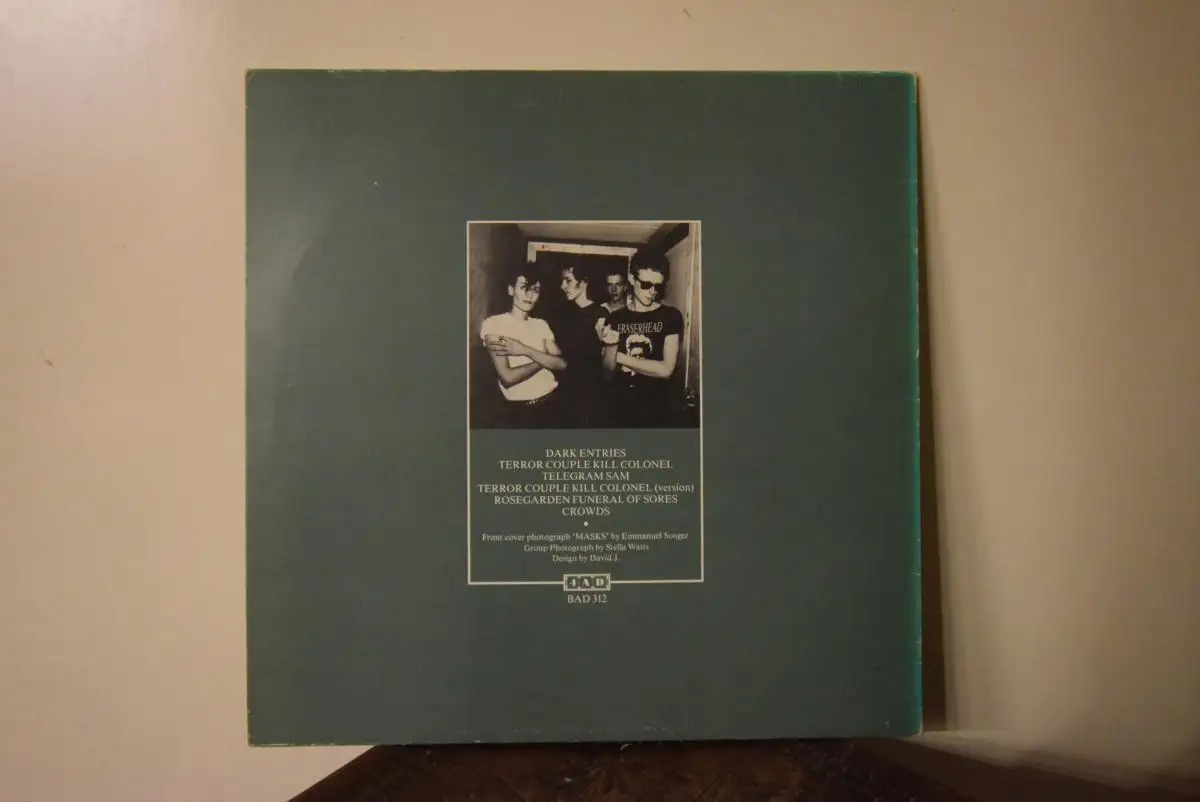 ERASERHEAD
DARK ENTRIES
TERROR COUPLE KILL COLONEL
TELEGRAM SAM
TERROR COUPLE KILL COLONEL (version)
ROSEGARDEN FUNERAL OF SORES
CROWDS
Front cover photograph ‘MASKS’ by Emmanuel Sougez
Group Photograph by Stella Watts
Design by David J.
4AD
BAD 312